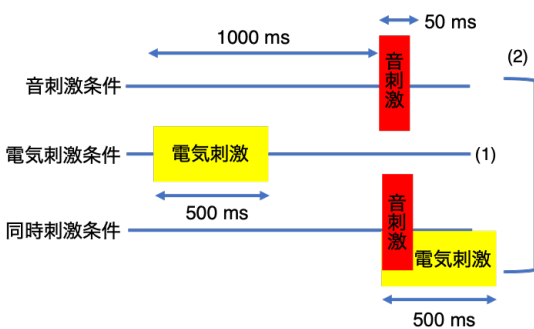 50 ms
1000 ms
(2)
音刺激条件
音刺激
電気刺激条件
電気刺激
(1)
500 ms
同時刺激条件
音刺激
電気刺激
500 ms